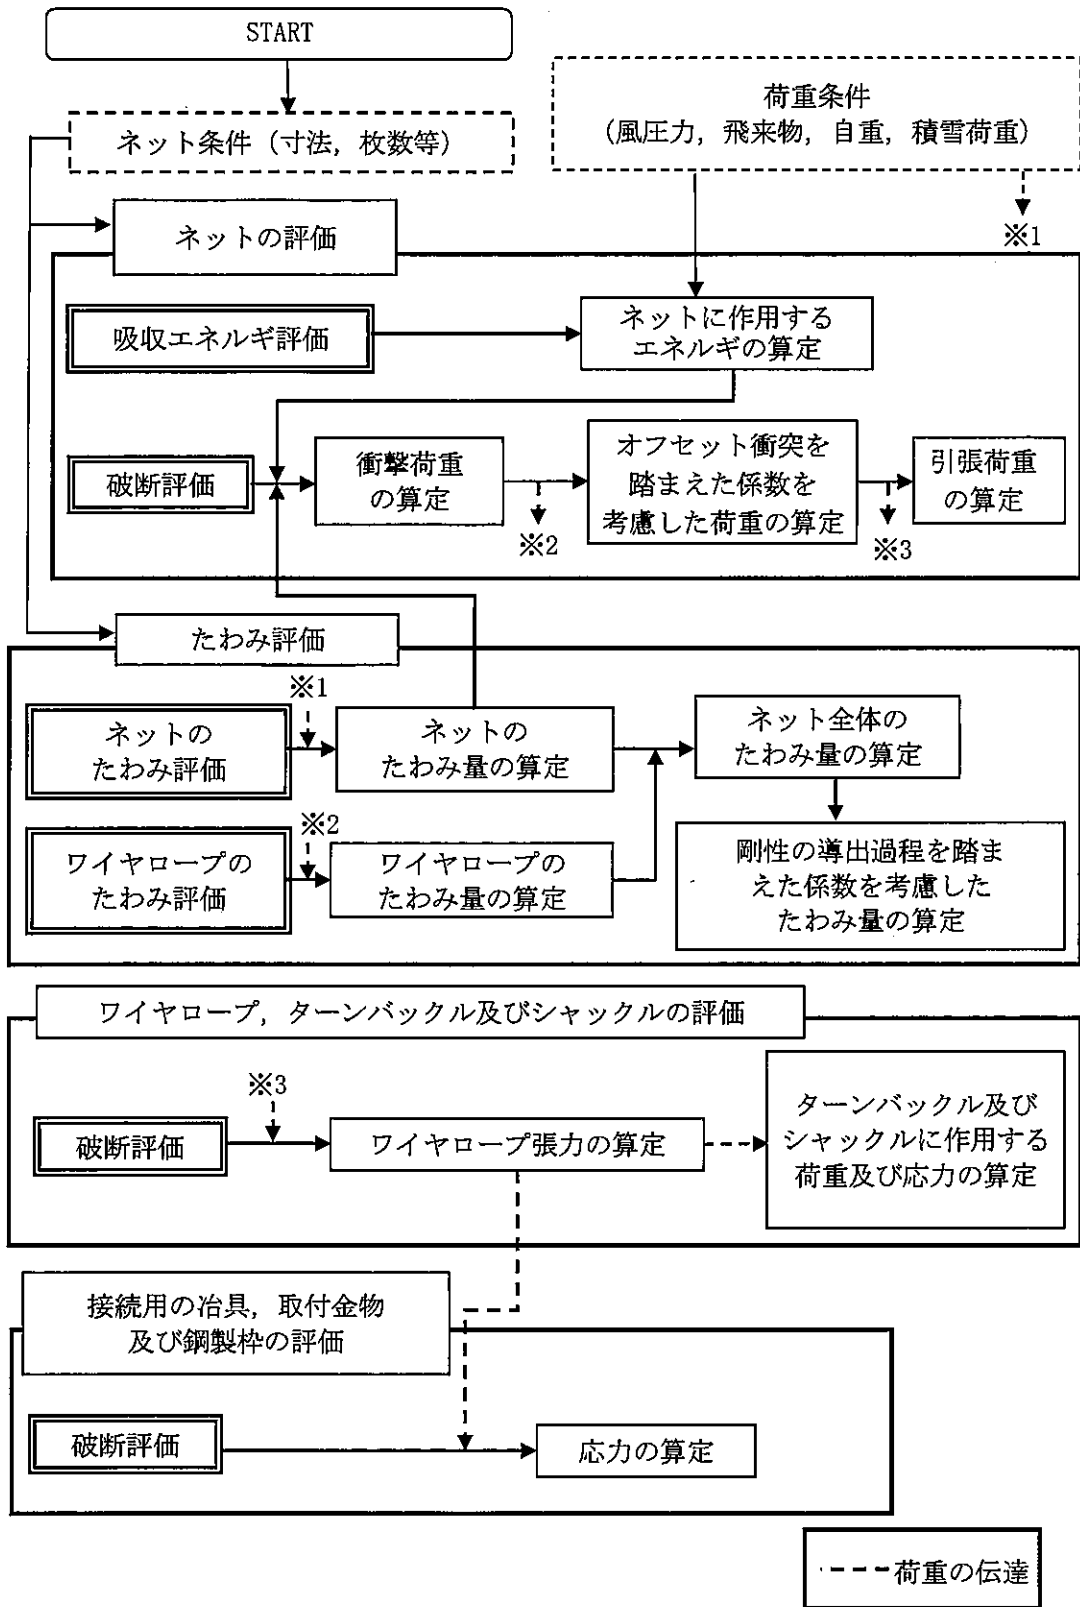 START
荷重条件
(風圧力, 飛来物, 自重, 積雪荷重)
ネット条件 (寸法, 枚数等)
※1
ネットの評価
吸収エネルギ評価
ネットに作用する
エネルギの算定
破断評価
衝撃荷重
の算定
※2
オフセット衝突を
踏まえた係数を
考慮した荷重の算定
※3
引張荷重
の算定
たわみ評価
※1
ネットの
たわみ評価
ネットの
たわみ量の算定
ネット全体の
たわみ量の算定
※2
ワイヤロープの
たわみ評価
ワイヤロープの
たわみ量の算定
剛性の導出過程を踏ま
えた係数を考慮した
たわみ量の算定
ワイヤロープ, ターンバックル及びシャックルの評価
※3
破断評価
ワイヤロープ張力の算定
ターンバックル及び
シャックルに作用する
荷重及び応力の算定
接続用の冶具, 取付金物
及び鋼製枠の評価
破断評価
応力の算定
荷重の伝達